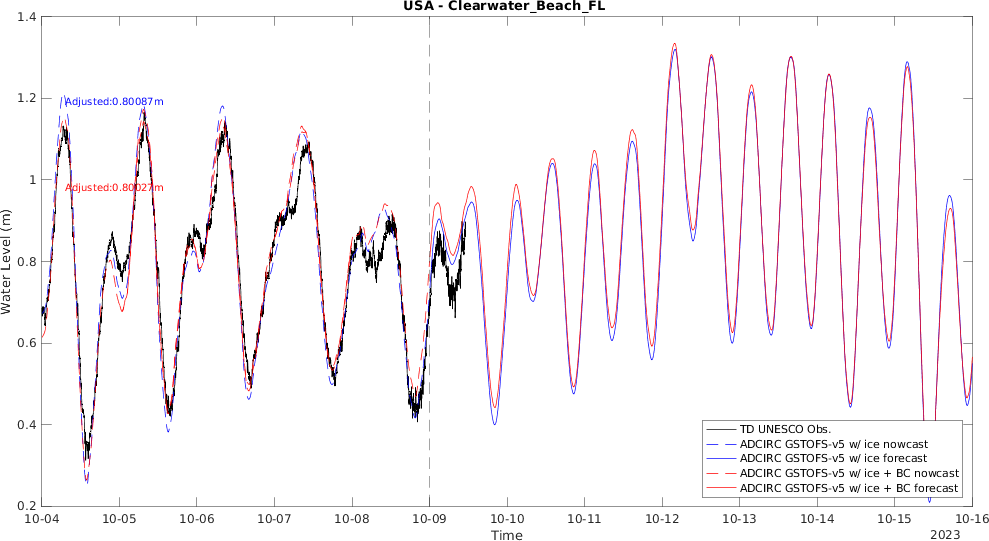 USA - Clearwater_Beach_FL
1.4
1.2
1
0.8
0.6
0.4
0.2
Water Level (m)
Adjusted:0.80087m
Adjusted:0.80027m
TD UNESCO Obs.
ADCIRC GSTOFS-v5 w/ ice nowcast
ADCIRC GSTOFS-v5 w/ ice forecast
ADCIRC GSTOFS-v5 w/ ice + BC nowcast
ADCIRC GSTOFS-v5 w/ ice + BC forecast
10-04 10-05 10-06 10-07 10-08 10-09 10-10 10-11 10-12 10-13 10-14 10-15 10-16
Time
2023